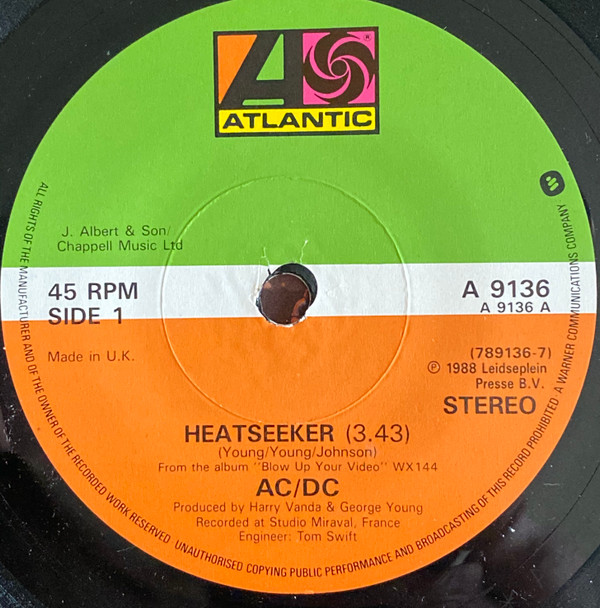 ATLANTIC
®
J. Albert & Son/
Chappell Music Ltd
45 RPM
SIDE 1
A 9136
A 9136 A
Made in U.K.
(789136-7)
℗ 1988 Leidseplein
Presse B.V.
STEREO
HEATSEEKER (3.43)
(Young/Young/Johnson)
From the album "Blow Up Your Video" WX144
AC/DC
Produced by Harry Vanda & George Young
Recorded at Studio Miraval, France
Engineer: Tom Swift
ALL RIGHTS OF THE MANUFACTURER AND OF THE OWNER OF THE RECORDED WORK RESERVED UNAUTHORISED COPYING PUBLIC PERFORMANCE AND BROADCASTING OF THIS RECORD PROHIBITED A WARNER COMMUNICATIONS COMPANY